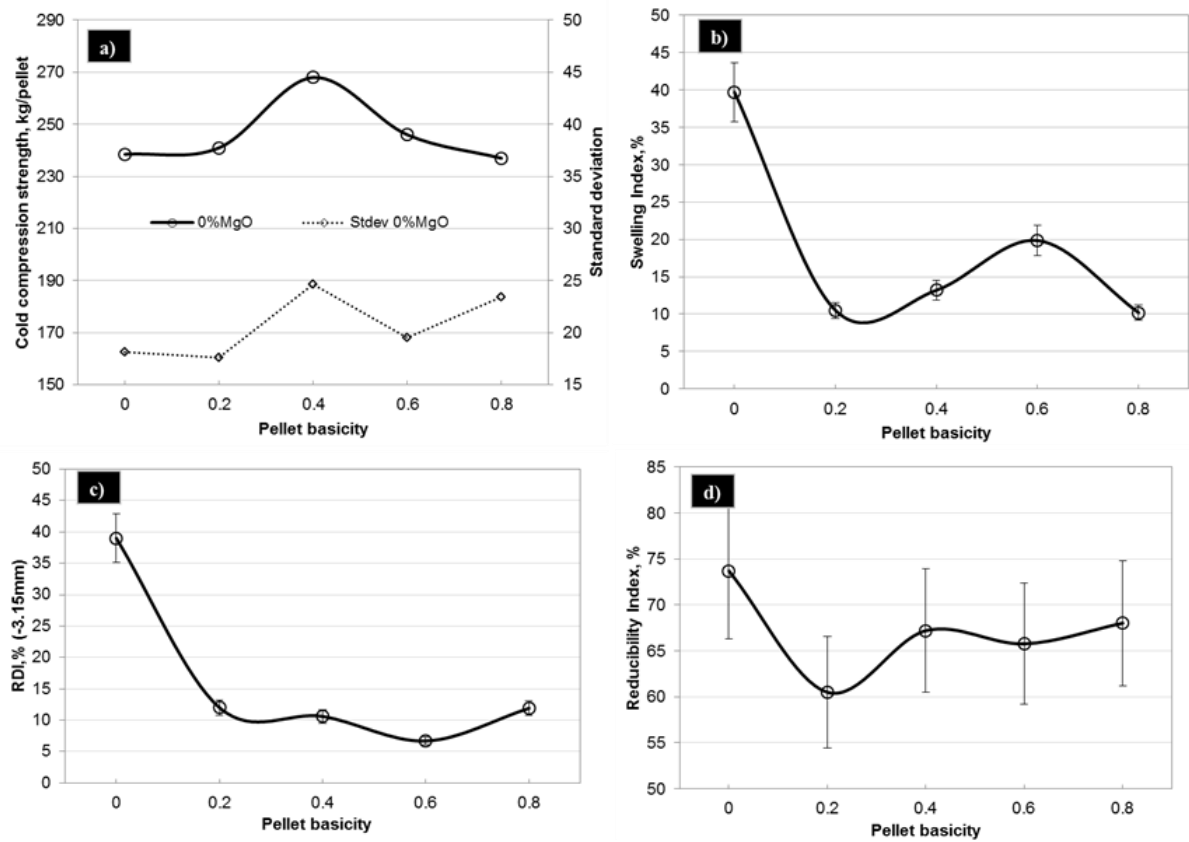 a)
Cold compression strength, kg/pellet
290
270
250
230
210
190
170
150
50
45
40
35
30
25
20
15
Standard deviation
0%MgO
Stdev 0%MgO
0 0.2 0.4 0.6 0.8
Pellet basicity
b)
Swelling Index,%
50
45
40
35
30
25
20
15
10
5
0
0 0.2 0.4 0.6 0.8
Pellet basicity
c)
RDI,% (-3.15mm)
50
45
40
35
30
25
20
15
10
5
0
0 0.2 0.4 0.6 0.8
Pellet basicity
d)
Reducibility Index, %
85
80
75
70
65
60
55
50
0 0.2 0.4 0.6 0.8
Pellet basicity